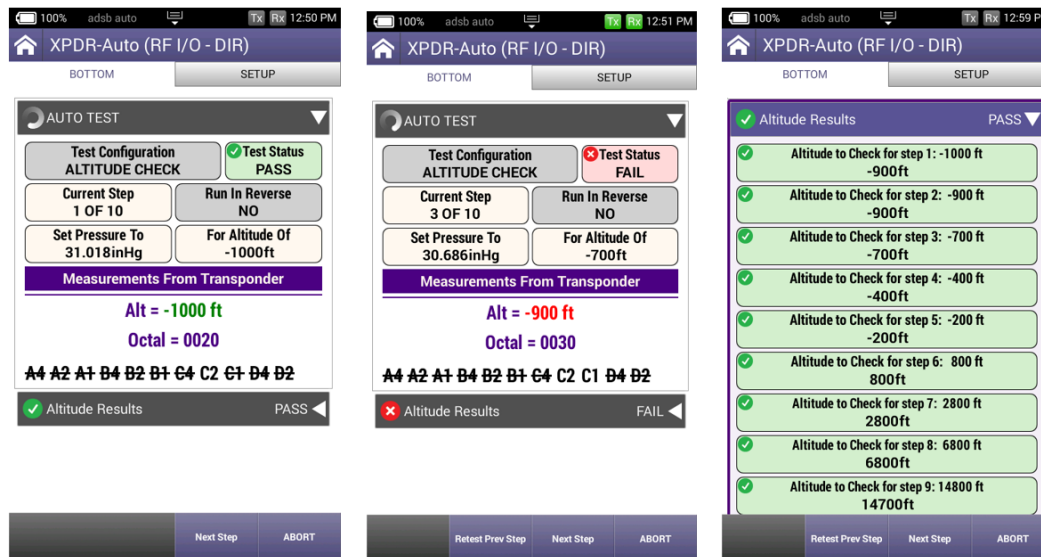 100% adsb auto Tx Rx 12:50 PM
XPDR-Auto (RF I/O - DIR)
BOTTOM SETUP
AUTO TEST
Test Configuration
ALTITUDE CHECK
Test Status
PASS
Current Step
1 OF 10
Run In Reverse
NO
Set Pressure To
31.018inHg
For Altitude Of
-1000ft
Measurements From Transponder
Alt = -1000 ft
Octal = 0020
A4 A2 A1 B4 B2 B1 C4 C2 C1 D4 D2
Altitude Results PASS
Next Step ABORT
100% adsb auto Tx Rx 12:51 PM
XPDR-Auto (RF I/O - DIR)
BOTTOM SETUP
AUTO TEST
Test Configuration
ALTITUDE CHECK
Test Status
FAIL
Current Step
3 OF 10
Run In Reverse
NO
Set Pressure To
30.686inHg
For Altitude Of
-700ft
Measurements From Transponder
Alt = -900 ft
Octal = 0030
A4 A2 A1 B4 B2 B1 C4 C2 C1 D4 D2
Altitude Results FAIL
Retest Prev Step Next Step ABORT
100% adsb auto Tx Rx 12:59 P
XPDR-Auto (RF I/O - DIR)
BOTTOM SETUP
Altitude Results PASS
Altitude to Check for step 1: -1000 ft
-900ft
Altitude to Check for step 2: -900 ft
-900ft
Altitude to Check for step 3: -700 ft
-700ft
Altitude to Check for step 4: -400 ft
-400ft
Altitude to Check for step 5: -200 ft
-200ft
Altitude to Check for step 6: 800 ft
800ft
Altitude to Check for step 7: 2800 ft
2800ft
Altitude to Check for step 8: 6800 ft
6800ft
Altitude to Check for step 9: 14800 ft
14700ft
Retest Prev Step Next Step ABORT